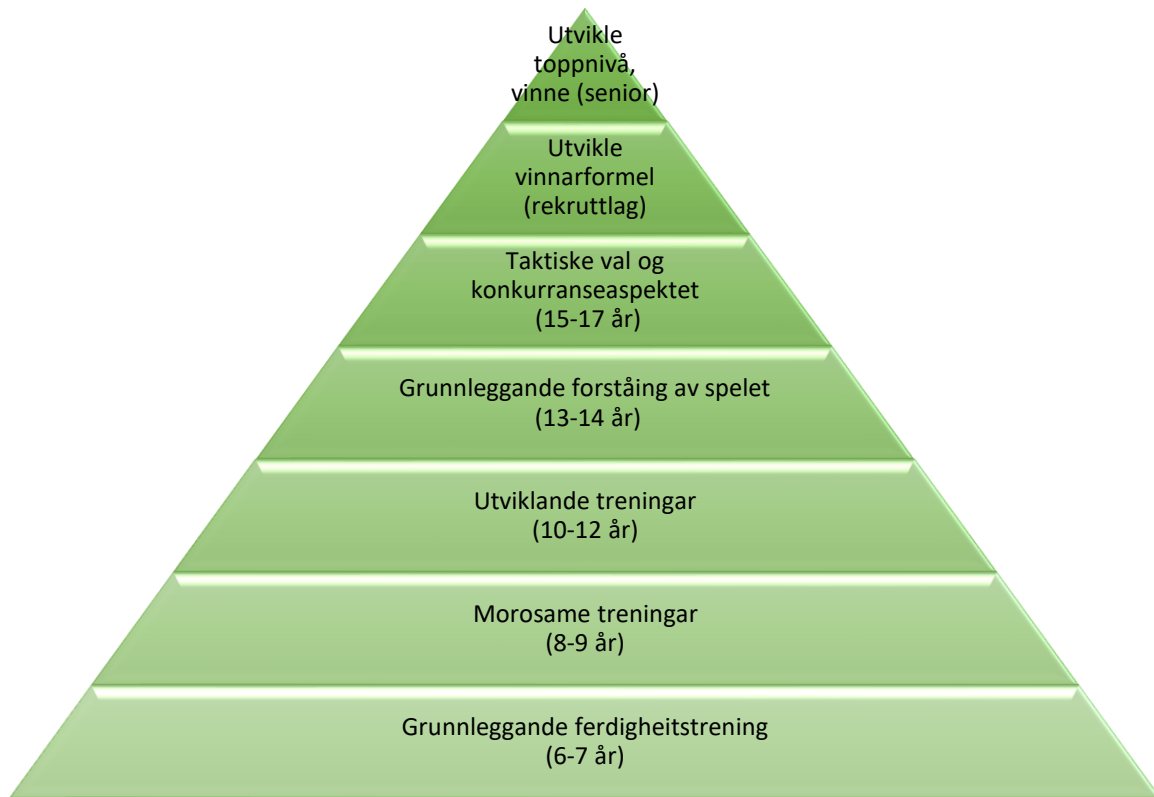 Utvikle
toppnivå,
vinne (senior)
Utvikle
vinnarformel
(rekruttlag)
Taktiske val og
konkurranseaspektet
(15-17 år)
Grunnleggande forståing av spelet
(13-14 år)
Utviklande treningar
(10-12 år)
Morosame treningar
(8-9 år)
Grunnleggande ferdigheitstrening
(6-7 år)